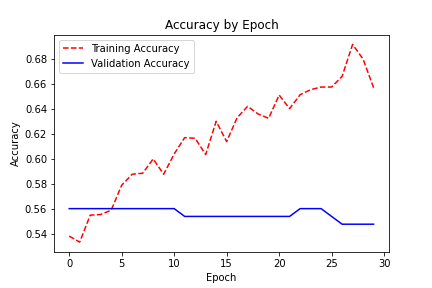 Accuracy by Epoch
Training Accuracy
Validation Accuracy
Accuracy
0.68
0.66
0.64
0.62
0.60
0.58
0.56
0.54
0 5 10 15 20 25 30
Epoch